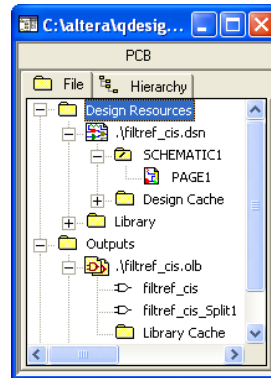 C:\altera\qdesig...
PCB
File Hierarchy
Design Resources
.\filtref_cis.dsn
SCHEMATIC1
PAGE1
Design Cache
Library
Outputs
.\filtref_cis.olb
filtref_cis
filtref_cis_Split1
Library Cache